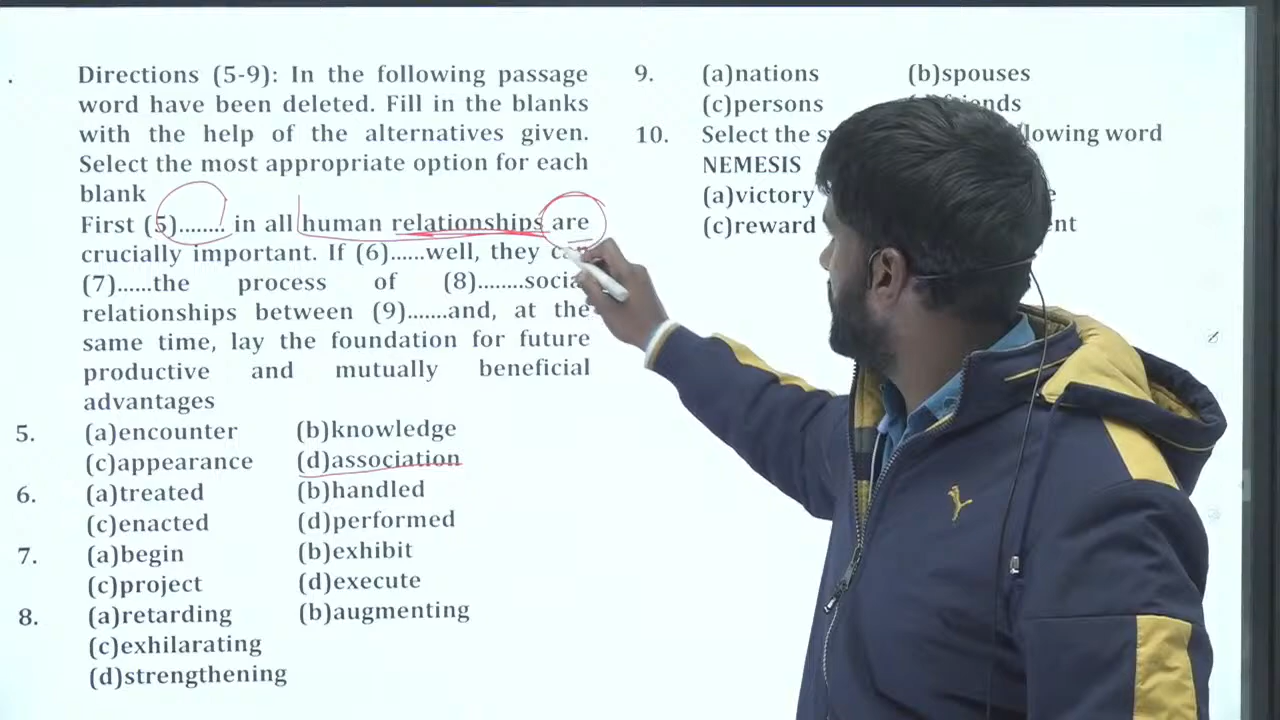 Directions (5-9): In the following passage
word have been deleted. Fill in the blanks
with the help of the alternatives given.
Select the most appropriate option for each
blank
First (5)........ in all human relationships are
crucially important. If (6)......well, they can
(7)......the process of (8)........social
relationships between (9).......and, at the
same time, lay the foundation for future
productive and mutually beneficial
advantages
5. (a)encounter (b)knowledge
(c)appearance (d)association
6. (a)treated (b)handled
(c)enacted (d)performed
7. (a)begin (b)exhibit
(c)project (d)execute
8. (a)retarding (b)augmenting
(c)exhilarating
(d)strengthening
9. (a)nations (b)spouses
(c)persons
10. Select the word
NEMESIS
(a)victory
(c)reward